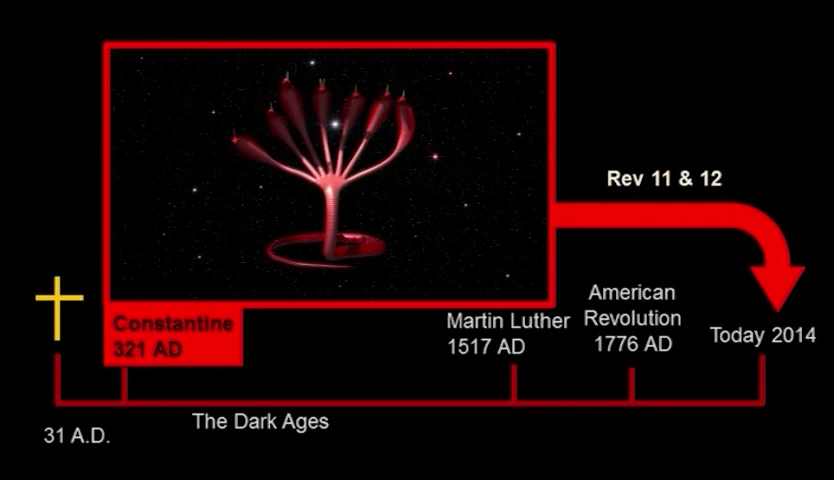 Rev 11 & 12
Constantine
321 AD
Martin Luther
1517 AD
American
Revolution
1776 AD
Today 2014
The Dark Ages
31 A.D.